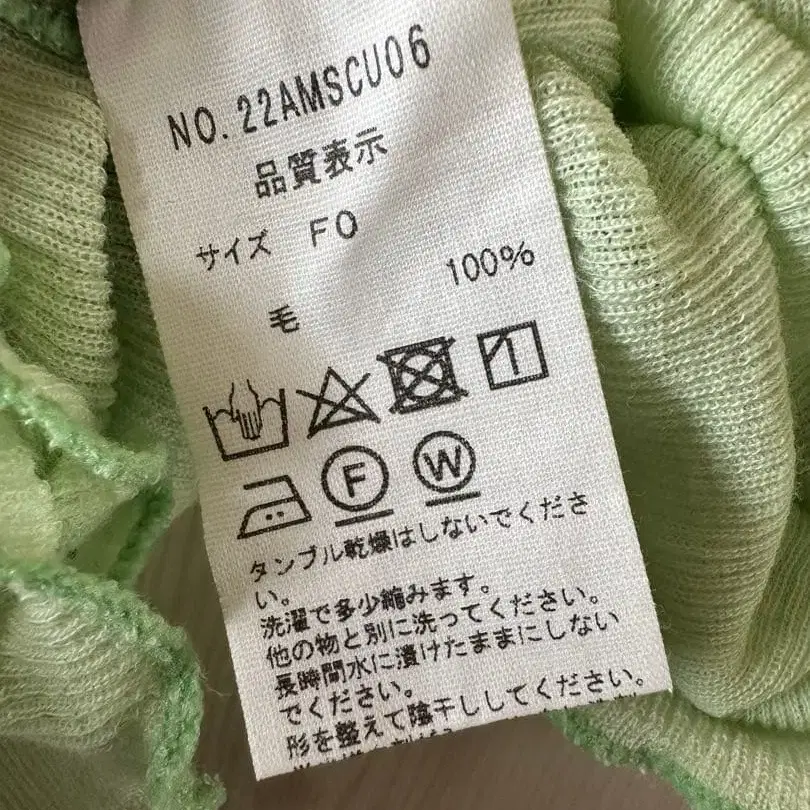 NO.22AMSCU06
品質表示
サイズ FO
毛 100%
F W
タンブル乾燥はしないでくださ
い。
洗濯で多少縮みます。
他の物と別に洗ってください。
長時間水に漬けたままにしない
でください。
形を整えて陰干ししてください。